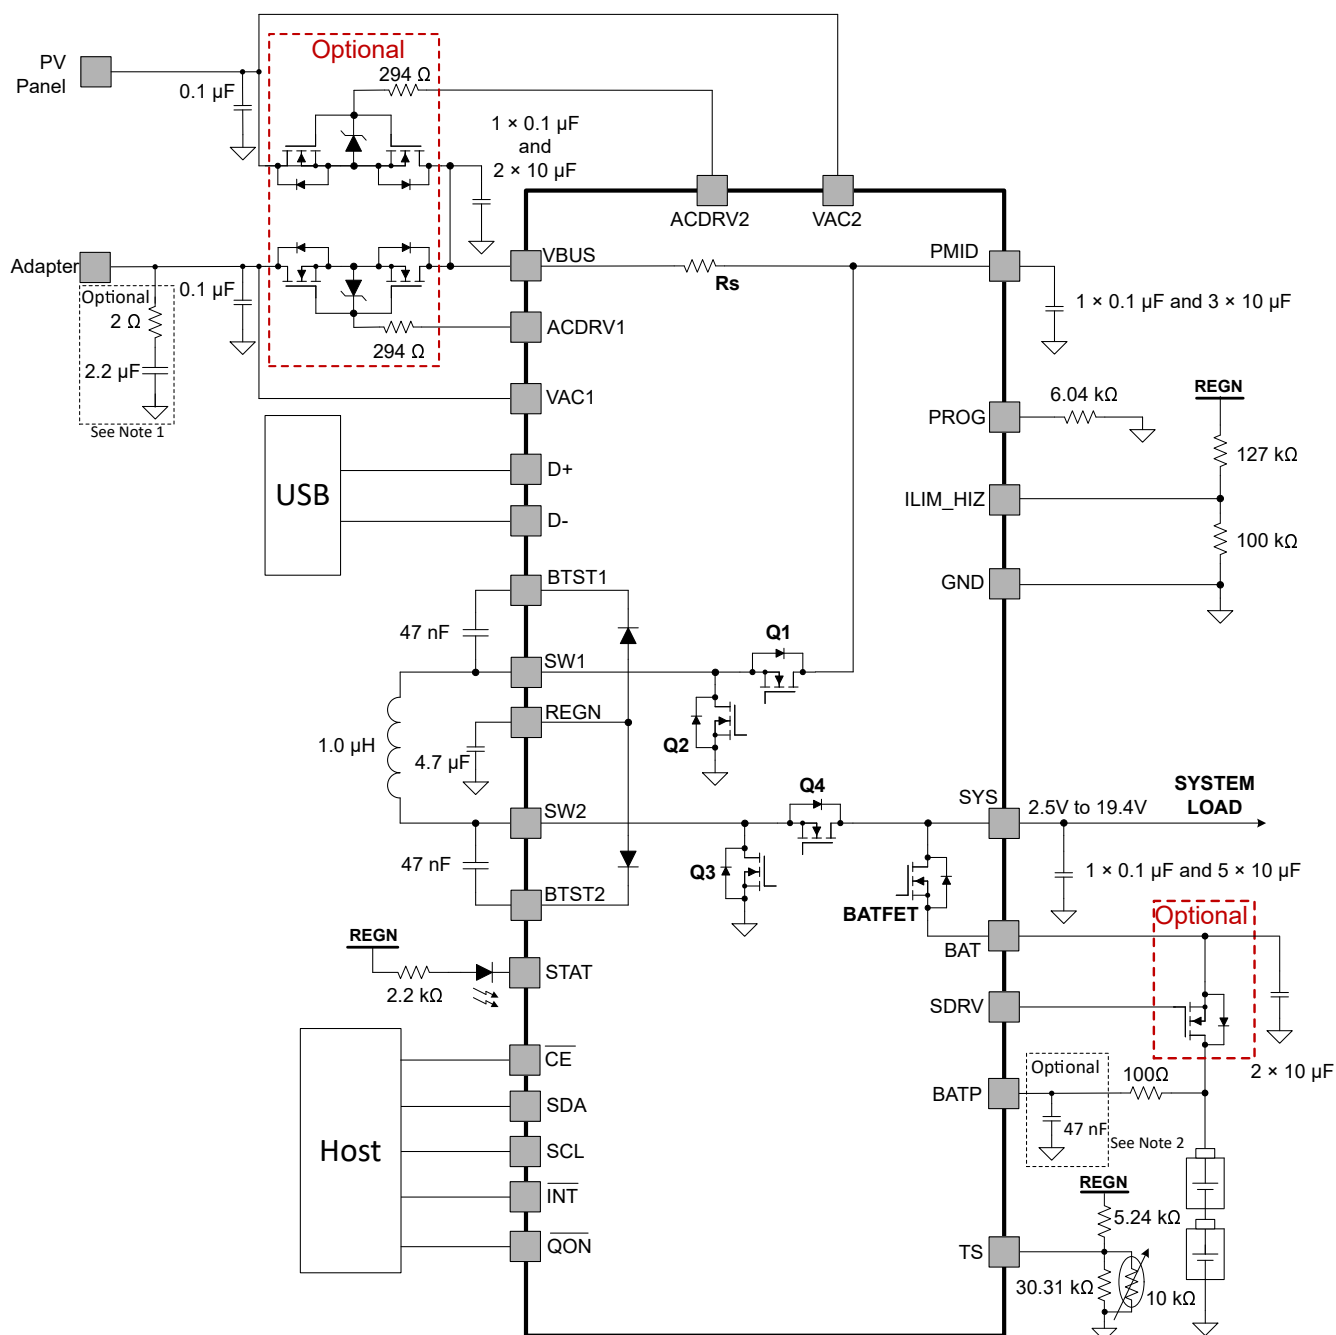 PV
Panel
Optional
294 Ω
0.1 µF
1 × 0.1 µF
and
2 × 10 µF
ACDRV2
VAC2
Adapter
VBUS
Rs
PMID
Optional
2 Ω
2.2 µF
See Note 1
0.1 µF
294 Ω
ACDRV1
1 × 0.1 µF and 3 × 10 µF
VAC1
PROG
6.04 kΩ
REGN
127 kΩ
USB
D+
D-
ILIM_HIZ
100 kΩ
GND
BTST1
47 nF
SW1
Q1
REGN
Q2
1.0 µH
4.7 µF
SW2
Q4
SYS
2.5V to 19.4V
SYSTEM
LOAD
47 nF
Q3
BTST2
BATFET
1 × 0.1 µF and 5 × 10 µF
Optional
BAT
REGN
2.2 kΩ
STAT
SDRV
2 × 10 µF
Host
CE
SDA
SCL
INT
QON
BATP
Optional
47 nF
100Ω
See Note 2
REGN
5.24 kΩ
TS
30.31 kΩ
10 kΩ